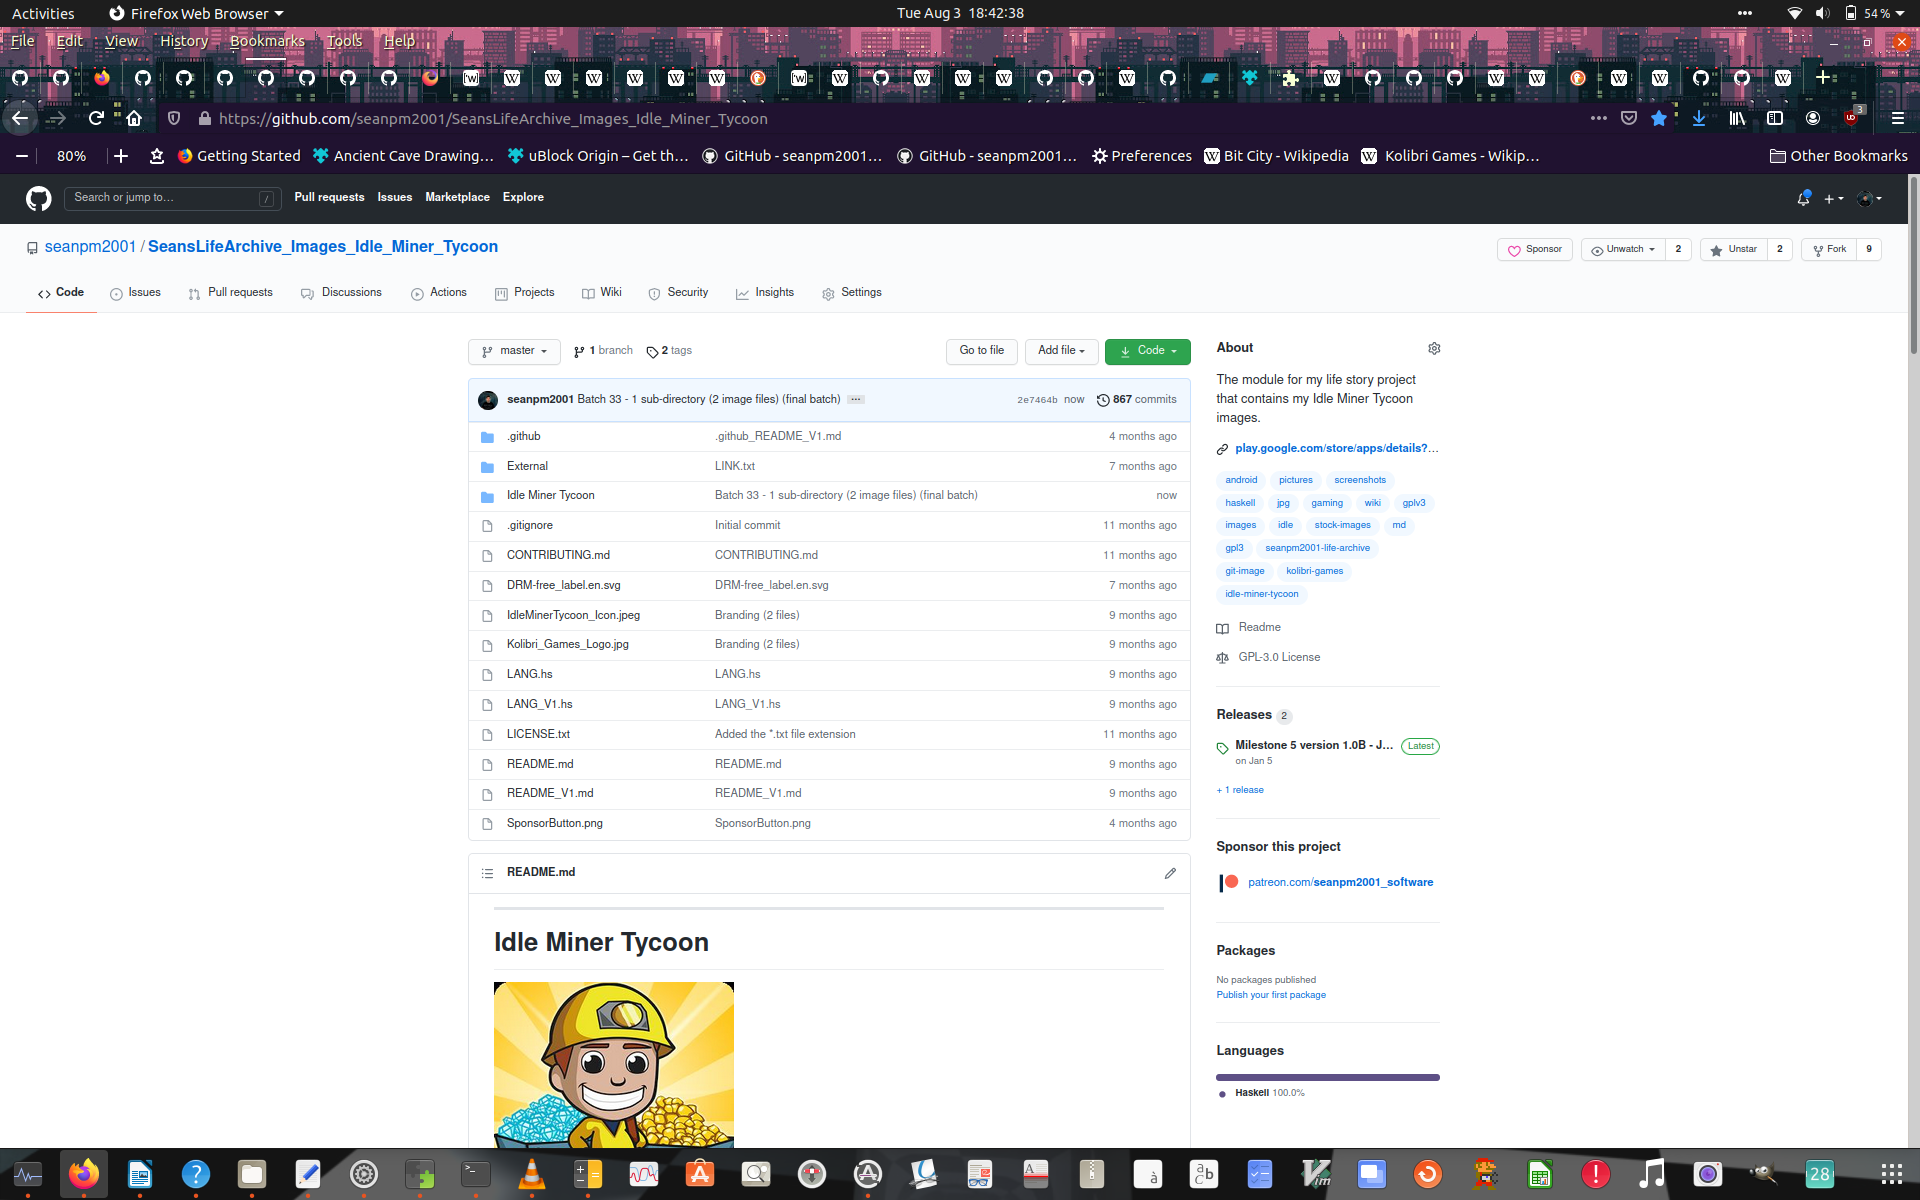 Activities Firefox Web Browser Tue Aug 3 18:42:38 54 %
File Edit View History Bookmarks Tools Help
https://github.com/seanpm2001/SeansLifeArchive_Images_Idle_Miner_Tycoon 3
80% Getting Started Ancient Cave Drawing… uBlock Origin – Get th… GitHub - seanpm2001… GitHub - seanpm2001… Preferences Bit City - Wikipedia Kolibri Games - Wikip… Other Bookmarks
Search or jump to… / Pull requests Issues Marketplace Explore
seanpm2001 / SeansLifeArchive_Images_Idle_Miner_Tycoon
Sponsor Unwatch 2 Unstar 2 Fork 9
Code Issues Pull requests Discussions Actions Projects Wiki Security Insights Settings
master 1 branch 2 tags Go to file Add file Code
seanpm2001 Batch 33 - 1 sub-directory (2 image files) (final batch) ... 2e7464b now 867 commits
.github .github_README_V1.md 4 months ago
External LINK.txt 7 months ago
Idle Miner Tycoon Batch 33 - 1 sub-directory (2 image files) (final batch) now
.gitignore Initial commit 11 months ago
CONTRIBUTING.md CONTRIBUTING.md 11 months ago
DRM-free_label.en.svg DRM-free_label.en.svg 7 months ago
IdleMinerTycoon_Icon.jpeg Branding (2 files) 9 months ago
Kolibri_Games_Logo.jpg Branding (2 files) 9 months ago
LANG.hs LANG.hs 9 months ago
LANG_V1.hs LANG_V1.hs 9 months ago
LICENSE.txt Added the *.txt file extension 11 months ago
README.md README.md 9 months ago
README_V1.md README_V1.md 9 months ago
SponsorButton.png SponsorButton.png 4 months ago
README.md
Idle Miner Tycoon
About
The module for my life story project
that contains my Idle Miner Tycoon
images.
play.google.com/store/apps/details?…
android pictures screenshots
haskell jpg gaming wiki gplv3
images idle stock-images md
gpl3 seanpm2001-life-archive
git-image kolibri-games
idle-miner-tycoon
Readme
GPL-3.0 License
Releases 2
Milestone 5 version 1.0B - J… Latest
on Jan 5
+ 1 release
Sponsor this project
patreon.com/seanpm2001_software
Packages
No packages published
Publish your first package
Languages
Haskell 100.0%
28